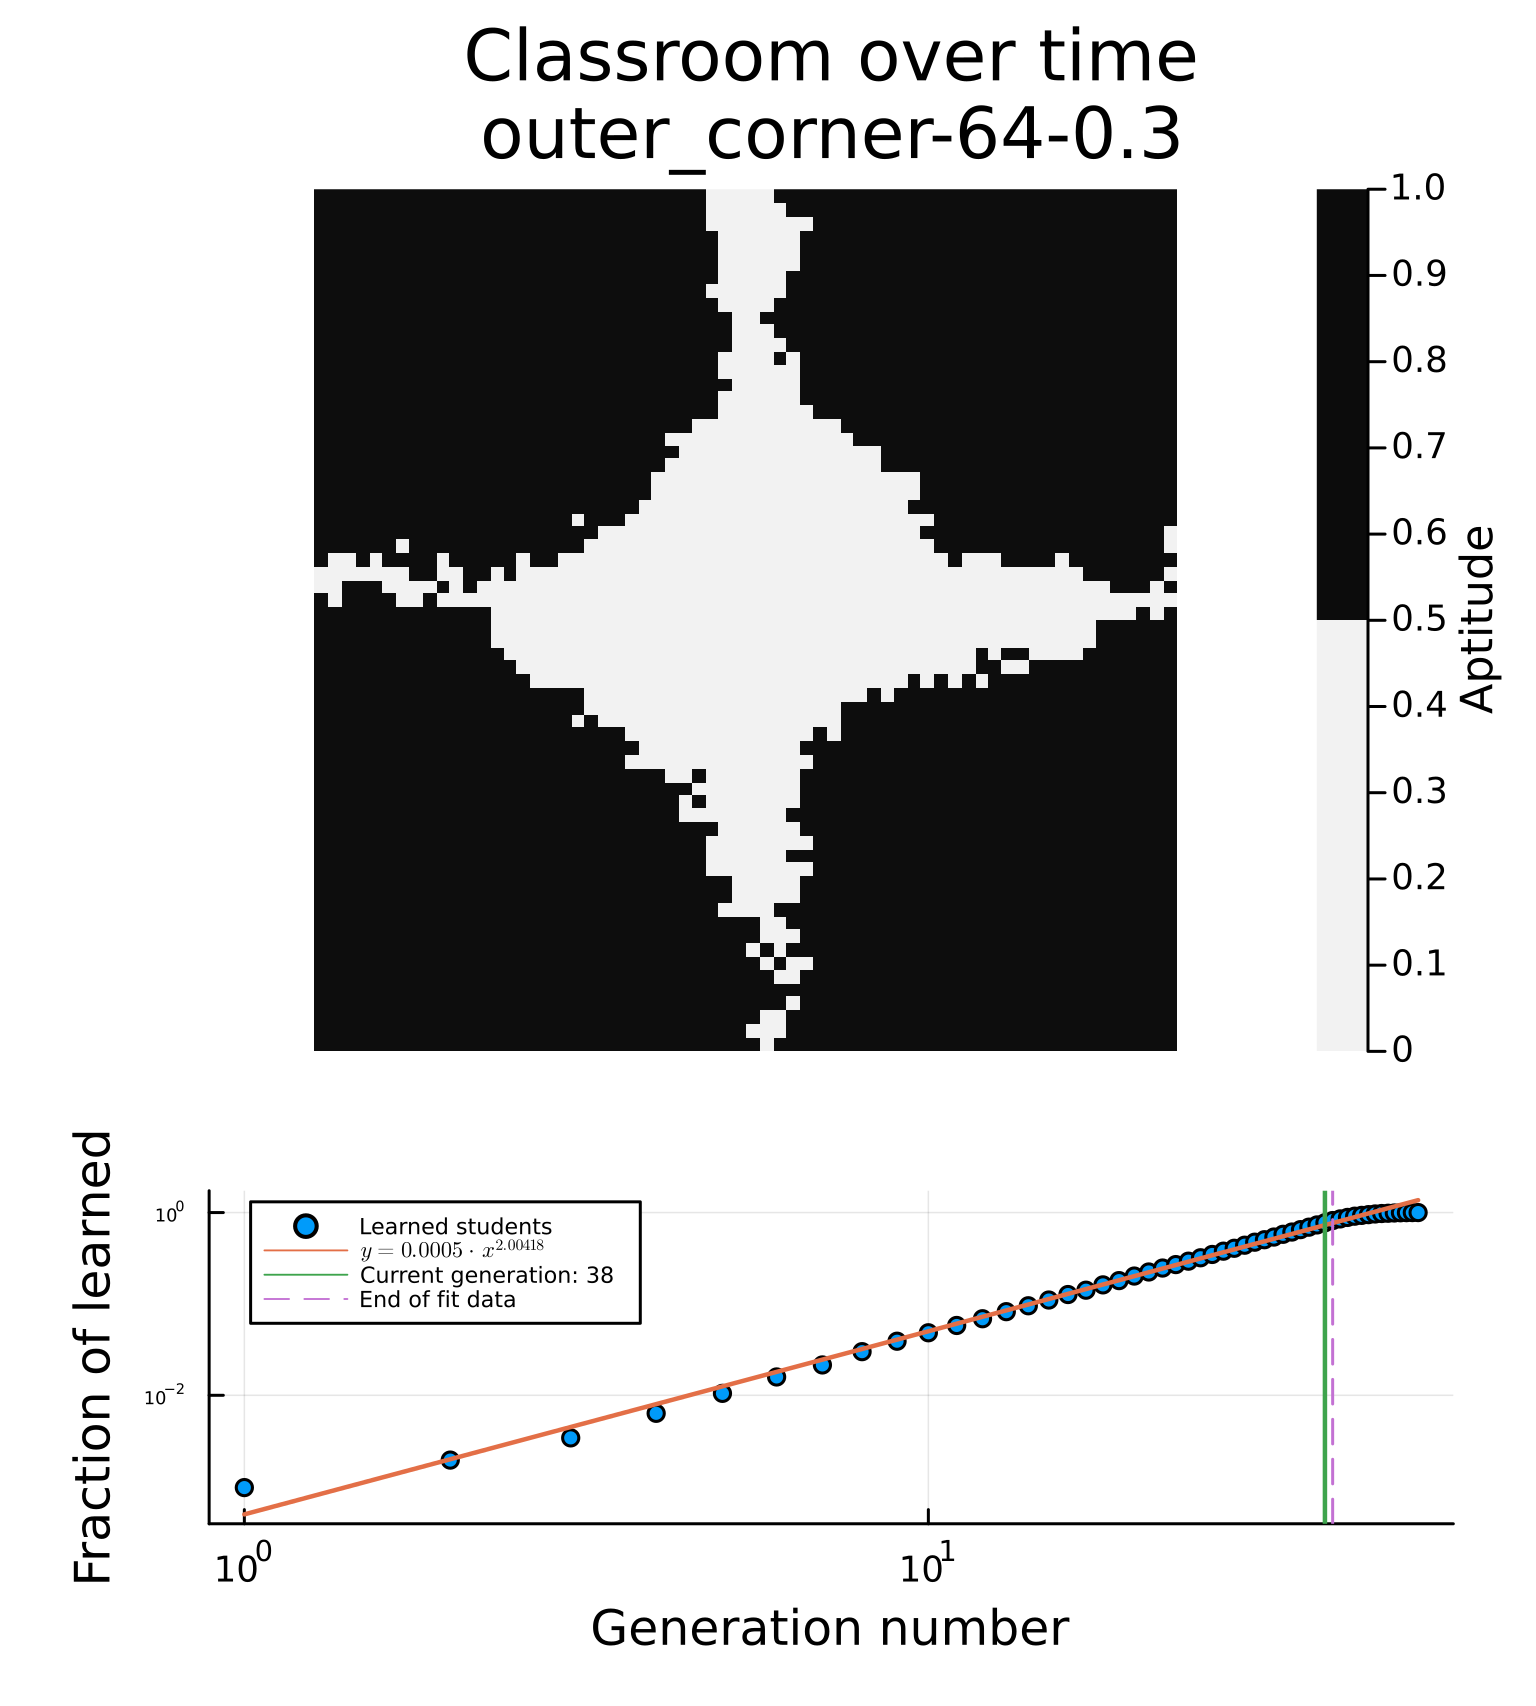 Classroom over time
outer_corner-64-0.3
1.0
0.9
0.8
0.7
0.6
0.5
0.4
0.3
0.2
0.1
0
Aptitude
Fraction of learned
10^0
10^-2
Learned students
y = 0.0005 · x^2.00418
Current generation: 38
End of fit data
10^0
10^1
Generation number